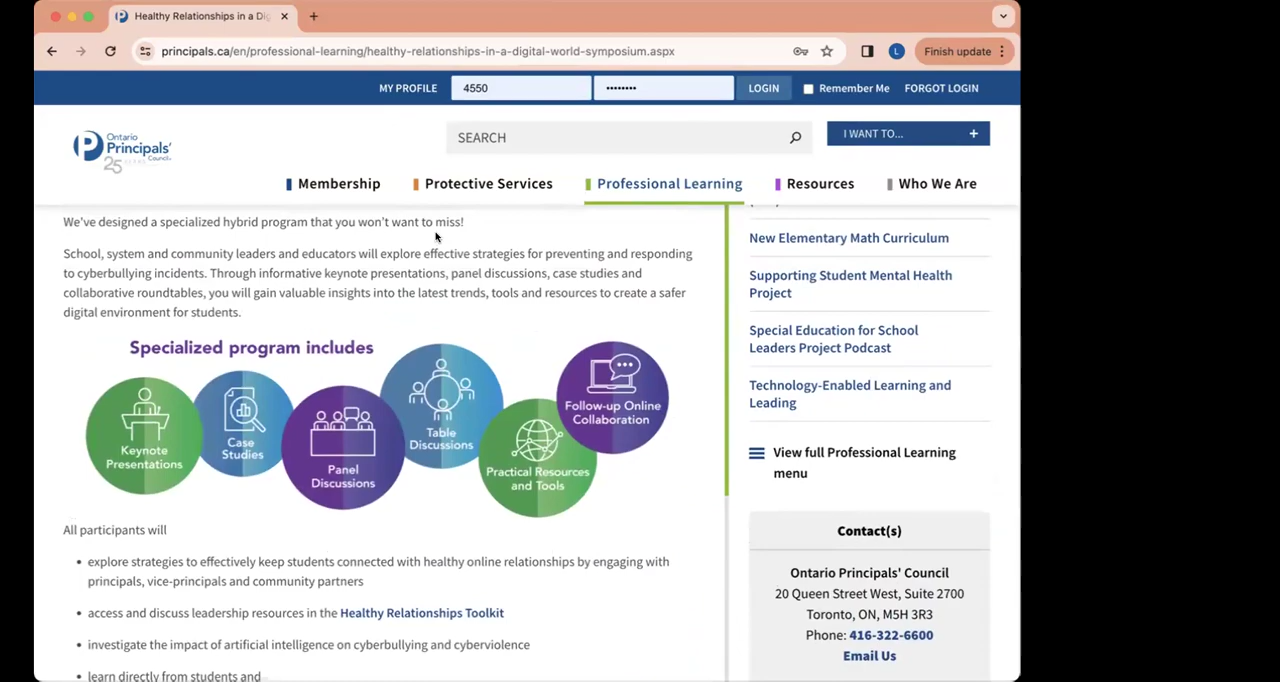 Healthy Relationships in a Dig
principals.ca/en/professional-learning/healthy-relationships-in-a-digital-world-symposium.aspx
L
Finish update
MY PROFILE
4550
••••••••
LOGIN
Remember Me
FORGOT LOGIN
Ontario
Principals'
Council
25
SEARCH
I WANT TO...
+
Membership
Protective Services
Professional Learning
Resources
Who We Are
We've designed a specialized hybrid program that you won't want to miss!
School, system and community leaders and educators will explore effective strategies for preventing and responding
to cyberbullying incidents. Through informative keynote presentations, panel discussions, case studies and
collaborative roundtables, you will gain valuable insights into the latest trends, tools and resources to create a safer
digital environment for students.
Specialized program includes
Keynote
Presentations
Case
Studies
Panel
Discussions
Table
Discussions
Practical Resources
and Tools
Follow-up Online
Collaboration
All participants will
• explore strategies to effectively keep students connected with healthy online relationships by engaging with
principals, vice-principals and community partners
• access and discuss leadership resources in the Healthy Relationships Toolkit
• investigate the impact of artificial intelligence on cyberbullying and cyberviolence
• learn directly from students and
New Elementary Math Curriculum
Supporting Student Mental Health
Project
Special Education for School
Leaders Project Podcast
Technology-Enabled Learning and
Leading
View full Professional Learning
menu
Contact(s)
Ontario Principals' Council
20 Queen Street West, Suite 2700
Toronto, ON, M5H 3R3
Phone: 416-322-6600
Email Us